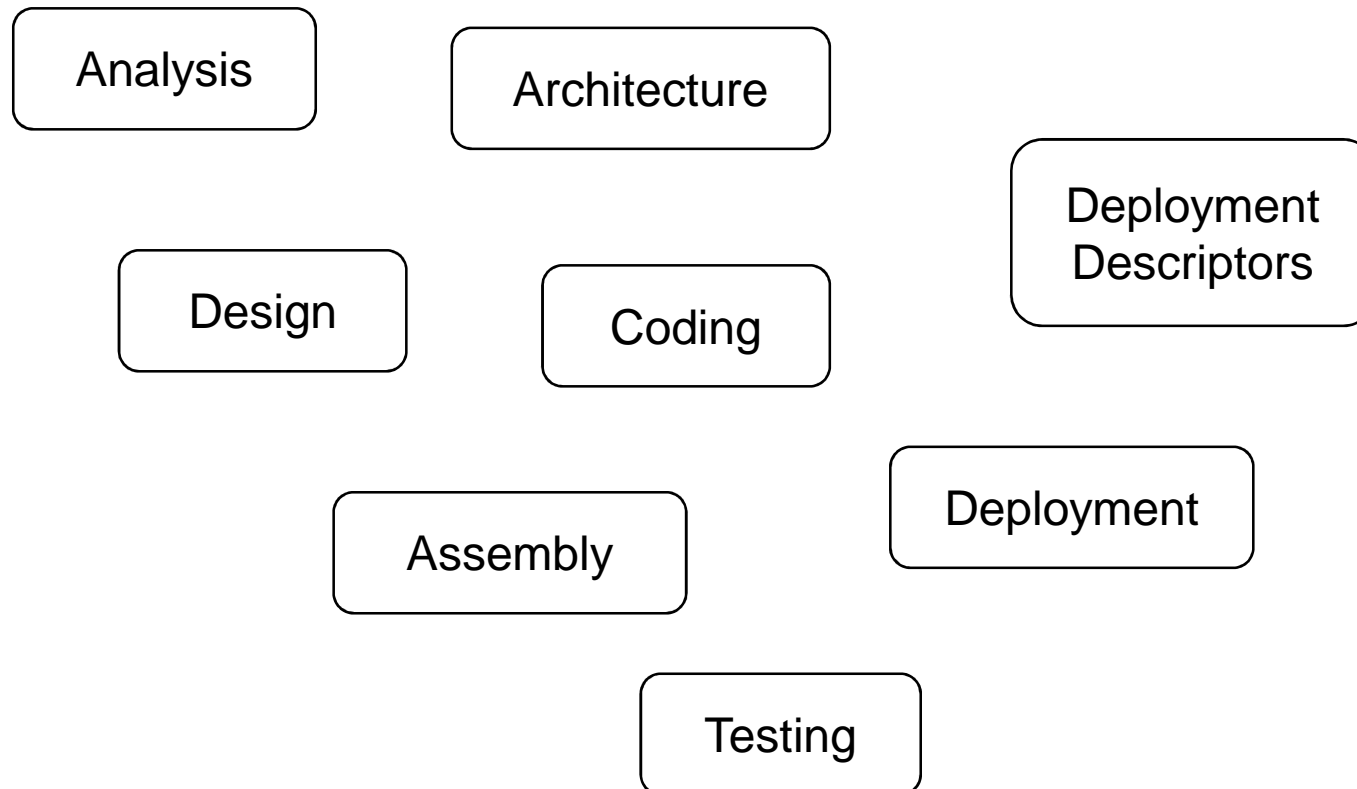 Analysis
Architecture
Deployment
Descriptors
Design
Coding
Deployment
Assembly
Testing